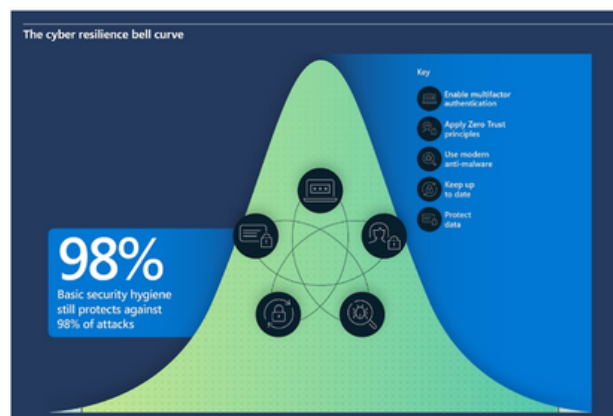 The cyber resilience bell curve
Key
Enable multifactor
authentication
Apply Zero Trust
principles
Use modern
anti-malware
Keep up
to date
Protect
data
98%
Basic security hygiene
still protects against
98% of attacks